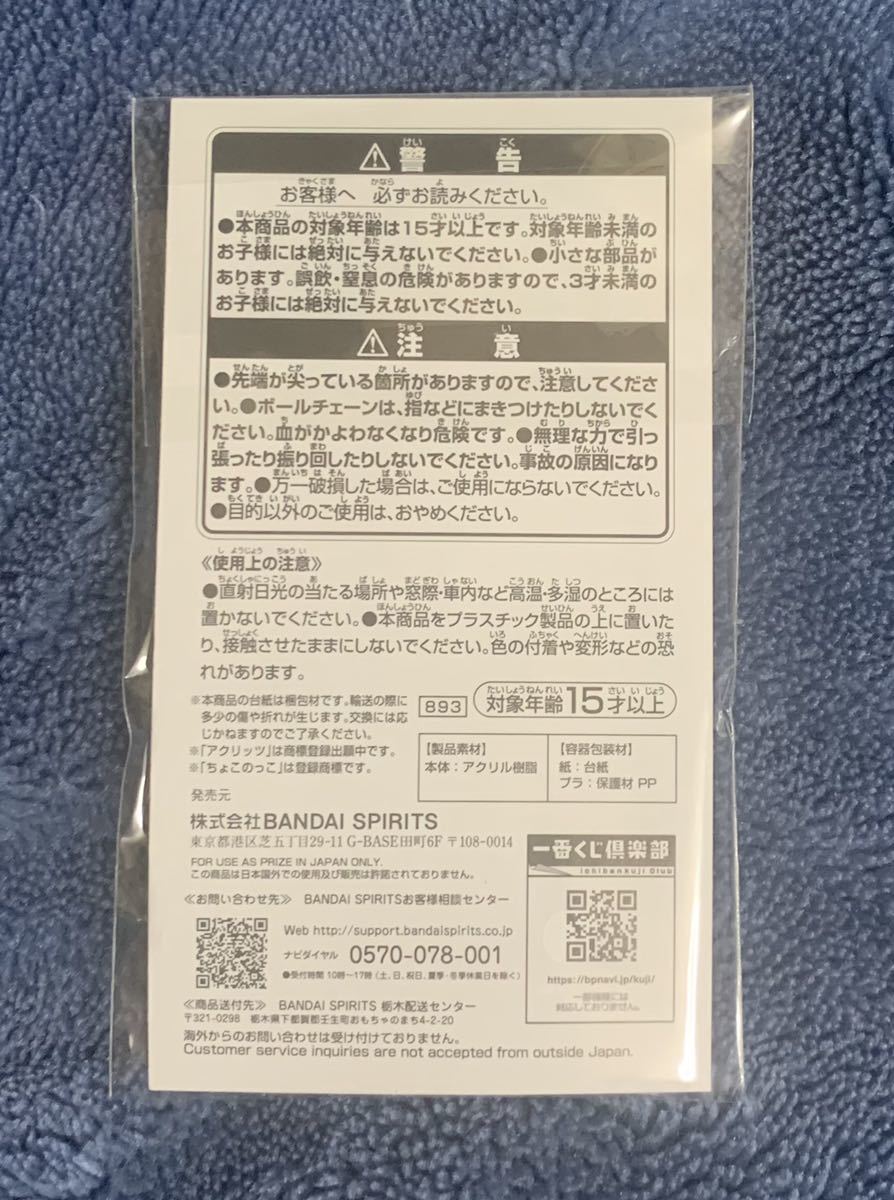 ⚠警告
お客様へ 必ずお読みください。
●本商品の対象年齢は15才以上です。対象年齢未満の
お子様には絶対に与えないでください。●小さな部品が
あります。誤飲・窒息の危険がありますので、3才未満の
お子様には絶対に与えないでください。
⚠注意
●先端が尖っている箇所がありますので、注意してくださ
い。●ボールチェーンは、指などにまきつけたりしないでく
ださい。血がかよわなくなり危険です。●無理な力で引っ
張ったり振り回したりしないでください。事故の原因になり
ます。●万一破損した場合は、ご使用にならないでください。
●目的以外のご使用は、おやめください。
《使用上の注意》
●直射日光の当たる場所や窓際・車内など高温・多湿のところには
置かないでください。●本商品をプラスチック製品の上に置いた
り、接触させたままにしないでください。色の付着や変形などの恐
れがあります。
※本商品の台紙は梱包材です。輸送の際に
多少の傷や折れが生じます。交換には応
じかねますのでご了承ください。
※「アクリッツ」は商標登録出願中です。
※「ちょこのっこ」は登録商標です。
893
対象年齢15才以上
【製品素材】
本体:アクリル樹脂
【容器包装材】
紙:台紙
プラ:保護材 PP
発売元
株式会社BANDAI SPIRITS
東京都港区芝五丁目29-11 G-BASE田町6F 〒108-0014
FOR USE AS PRIZE IN JAPAN ONLY.
この商品は日本国外での使用及び販売は許諾されておりません。
≪お問い合わせ先≫ BANDAI SPIRITSお客様相談センター
Web http://support.bandaispirits.co.jp
ナビダイヤル 0570-078-001
●受付時間 10時〜17時(土、日、祝日、夏季・冬季休業日を除く)
≪商品送付先≫ BANDAI SPIRITS 栃木配送センター
〒321-0298 栃木県下都賀郡壬生町おもちゃのまち4-2-20
海外からのお問い合わせは受け付けておりません。
Customer service inquiries are not accepted from outside Japan.
一番くじ倶楽部
ichibankuji Club
https://bpnavi.jp/kuji/
一部機種には
対応しておりません。